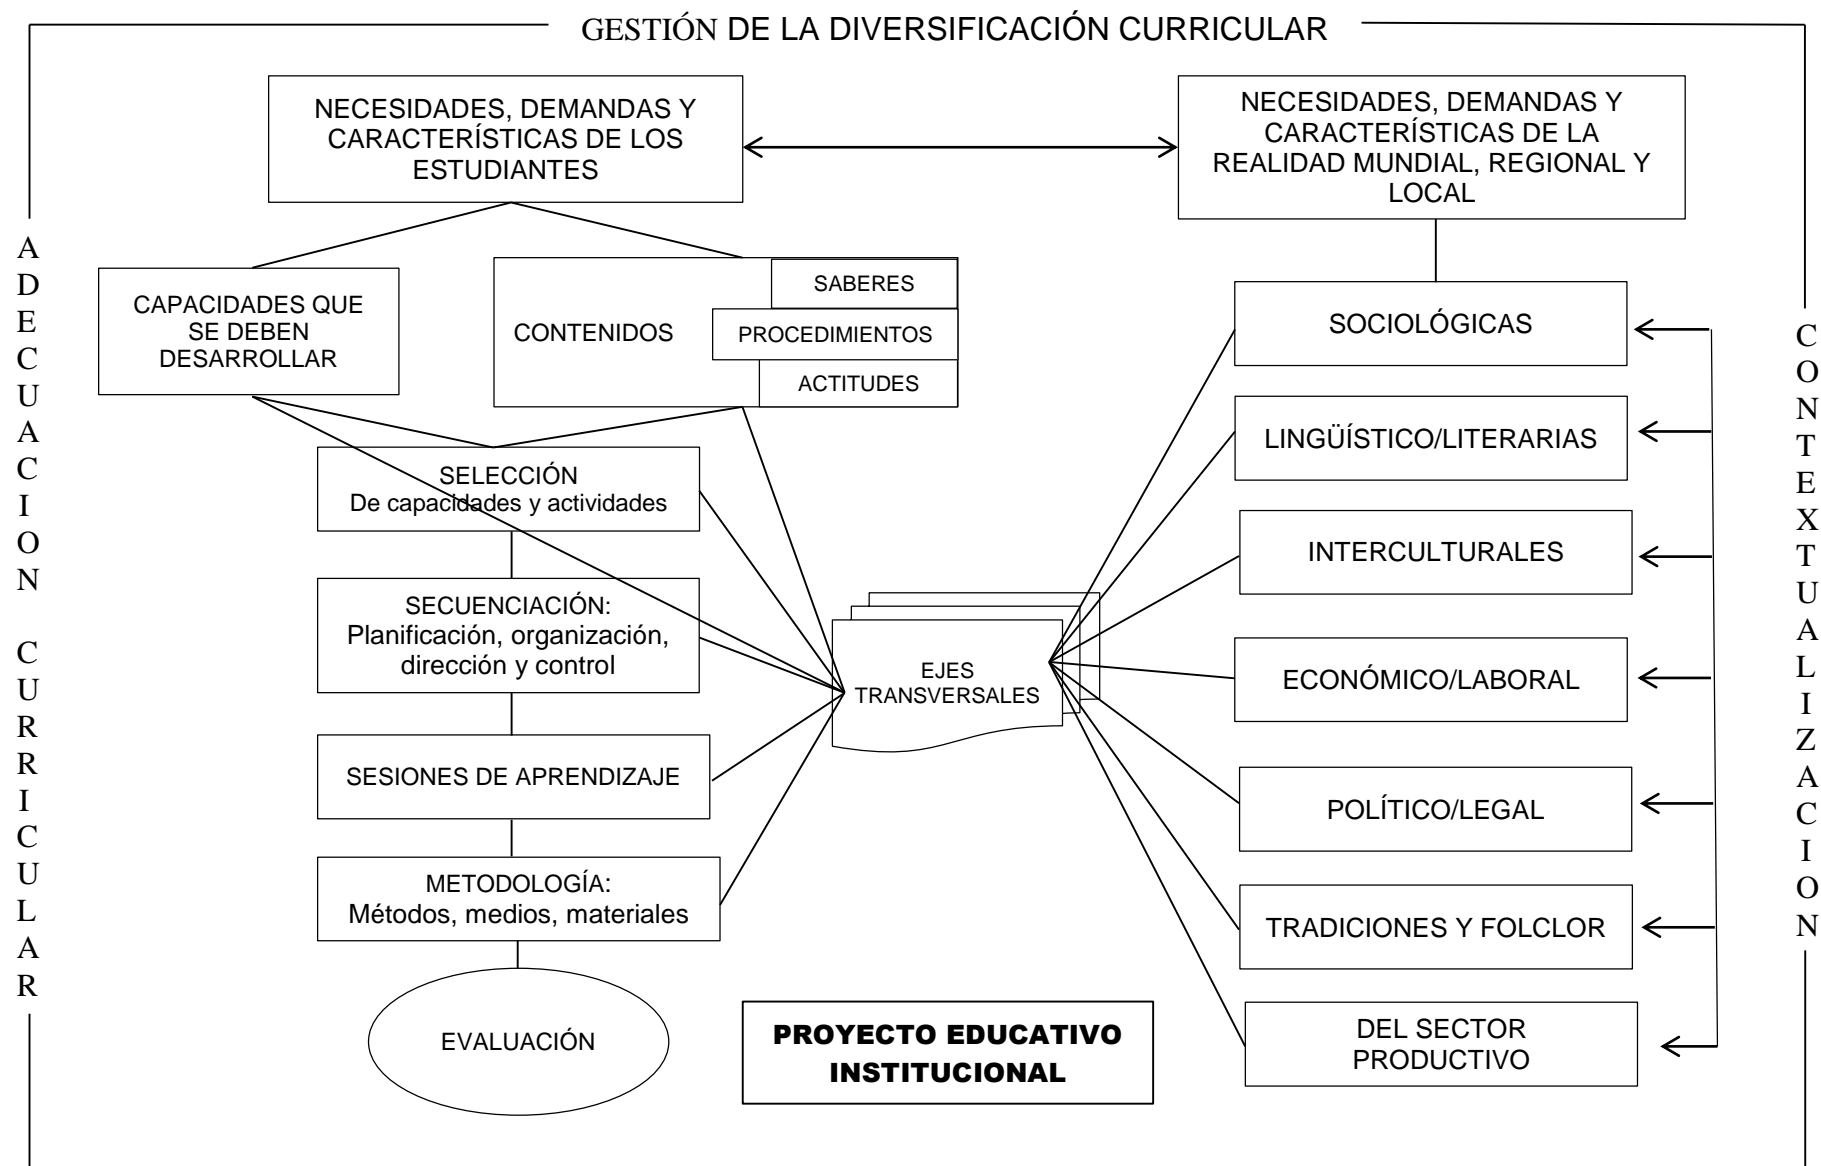 GESTIÓN DE LA DIVERSIFICACIÓN CURRICULAR
NECESIDADES, DEMANDAS Y
CARACTERÍSTICAS DE LOS
ESTUDIANTES
NECESIDADES, DEMANDAS Y
CARACTERÍSTICAS DE LA
REALIDAD MUNDIAL, REGIONAL Y
LOCAL
ADECUACION CURRICULAR
CAPACIDADES QUE
SE DEBEN
DESARROLLAR
CONTENIDOS
SABERES
PROCEDIMIENTOS
ACTITUDES
SELECCIÓN
De capacidades y actividades
SECUENCIACIÓN:
Planificación, organización,
dirección y control
SESIONES DE APRENDIZAJE
METODOLOGÍA:
Métodos, medios, materiales
EVALUACIÓN
EJES
TRANSVERSALES
PROYECTO EDUCATIVO
INSTITUCIONAL
SOCIOLÓGICAS
LINGÜÍSTICO/LITERARIAS
INTERCULTURALES
ECONÓMICO/LABORAL
POLÍTICO/LEGAL
TRADICIONES Y FOLCLOR
DEL SECTOR
PRODUCTIVO
CONTEXTUALIZACION